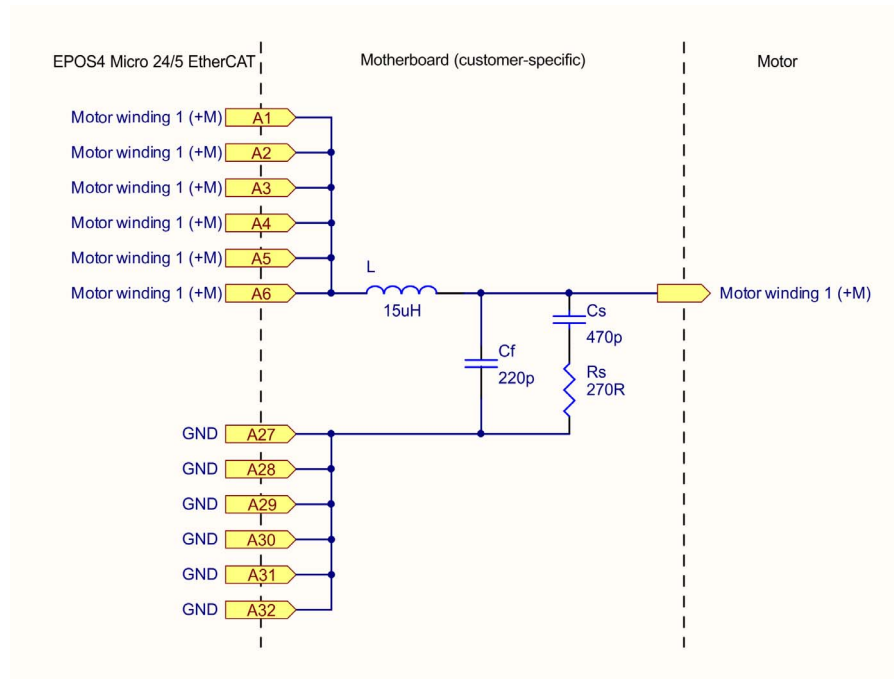 EPOS4 Micro 24/5 EtherCAT Motherboard (customer-specific) Motor
Motor winding 1 (+M) A1
Motor winding 1 (+M) A2
Motor winding 1 (+M) A3
Motor winding 1 (+M) A4
Motor winding 1 (+M) A5
L
Motor winding 1 (+M) A6 Motor winding 1 (+M)
15uH
Cs
470p
Cf
220p
Rs
270R
GND A27
GND A28
GND A29
GND A30
GND A31
GND A32